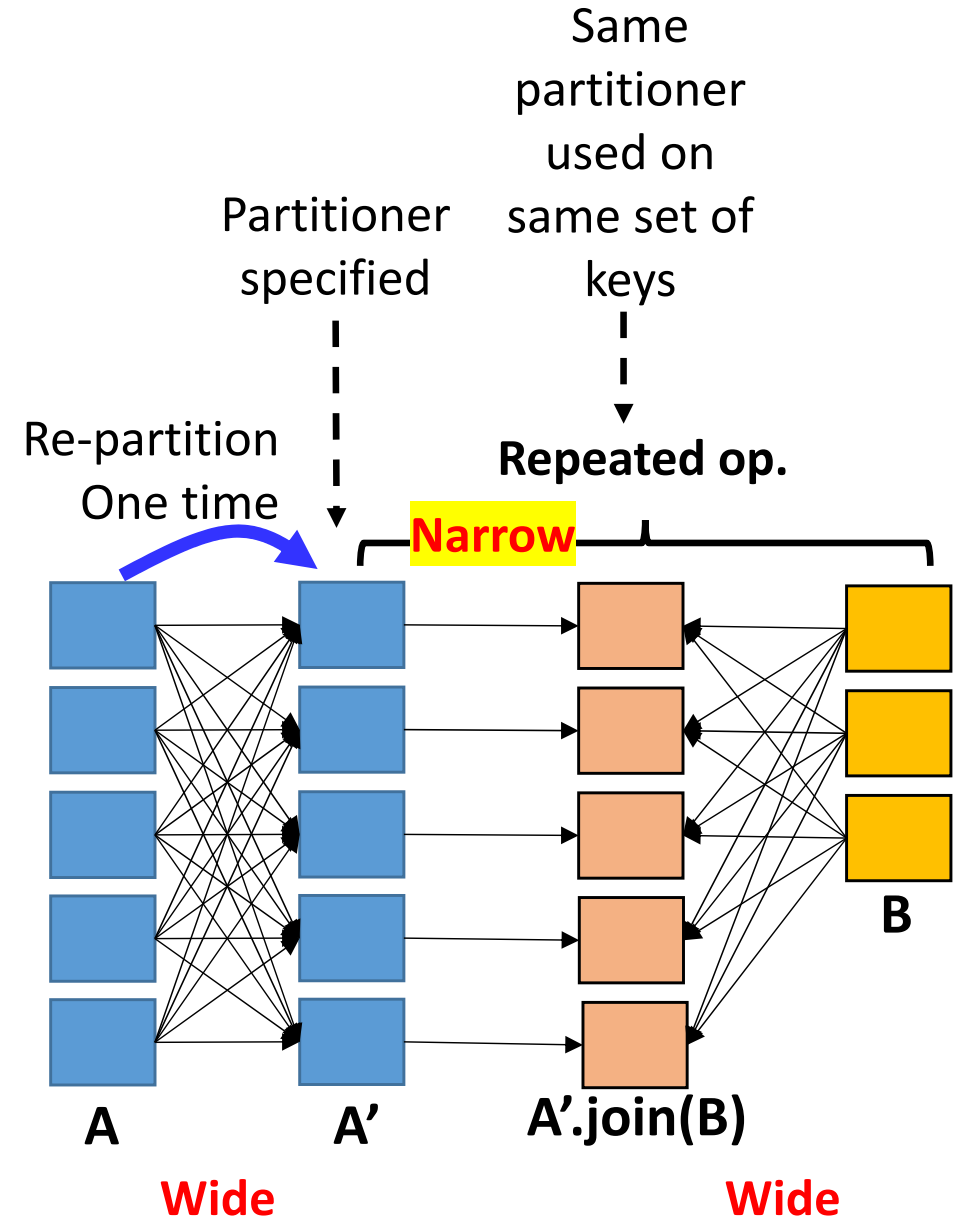 Same
partitioner
used on
same set of
keys
Partitioner
specified
Re-partition
One time
Repeated op.
Narrow
B
A
A’
A’.join(B)
Wide
Wide